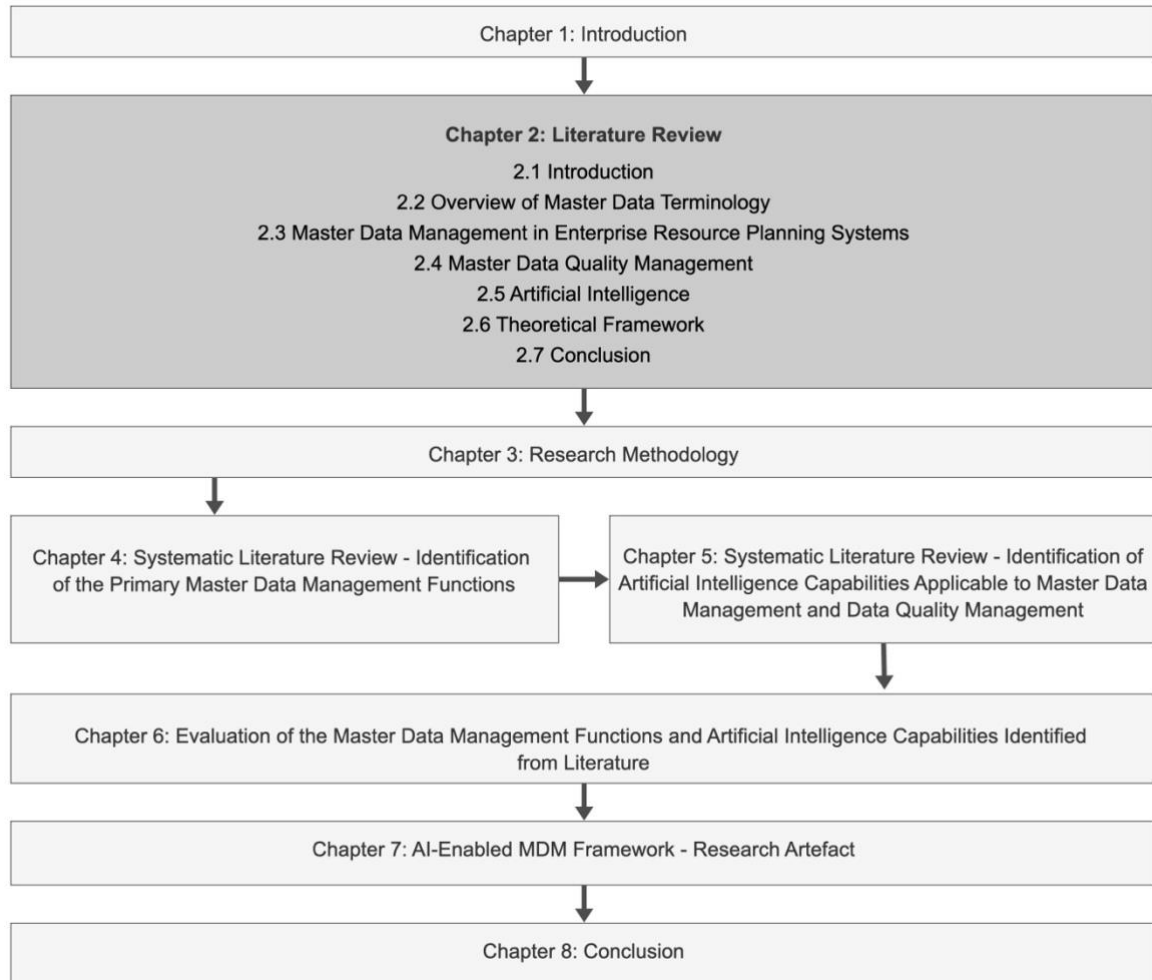 Chapter 1: Introduction
Chapter 2: Literature Review
2.1 Introduction
2.2 Overview of Master Data Terminology
2.3 Master Data Management in Enterprise Resource Planning Systems
2.4 Master Data Quality Management
2.5 Artificial Intelligence
2.6 Theoretical Framework
2.7 Conclusion
Chapter 3: Research Methodology
Chapter 4: Systematic Literature Review - Identification
of the Primary Master Data Management Functions
Chapter 5: Systematic Literature Review - Identification of
Artificial Intelligence Capabilities Applicable to Master Data
Management and Data Quality Management
Chapter 6: Evaluation of the Master Data Management Functions and Artificial Intelligence Capabilities Identified
from Literature
Chapter 7: AI-Enabled MDM Framework - Research Artefact
Chapter 8: Conclusion